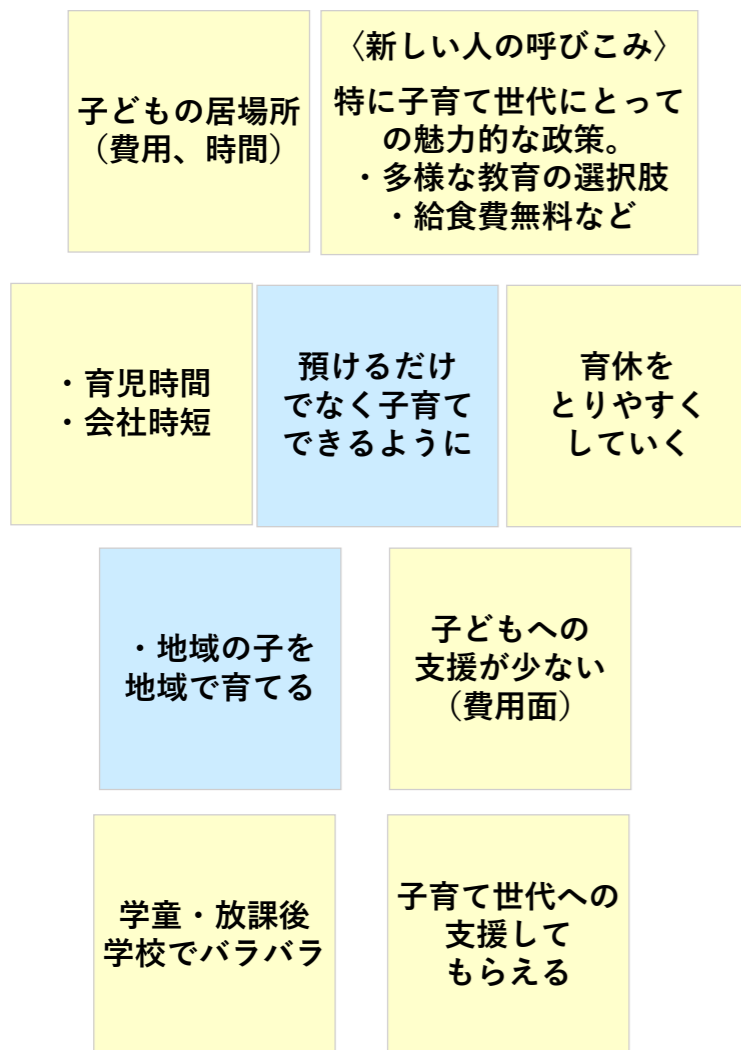 子どもの居場所
（費用、時間）
〈新しい人の呼びこみ〉
特に子育て世代にとって
の魅力的な政策。
・多様な教育の選択肢
・給食費無料など
・育児時間
・会社時短
預けるだけ
でなく子育て
できるように
育休を
とりやすく
していく
・地域の子を
地域で育てる
子どもへの
支援が少ない
（費用面）
学童・放課後
学校でバラバラ
子育て世代への
支援して
もらえる